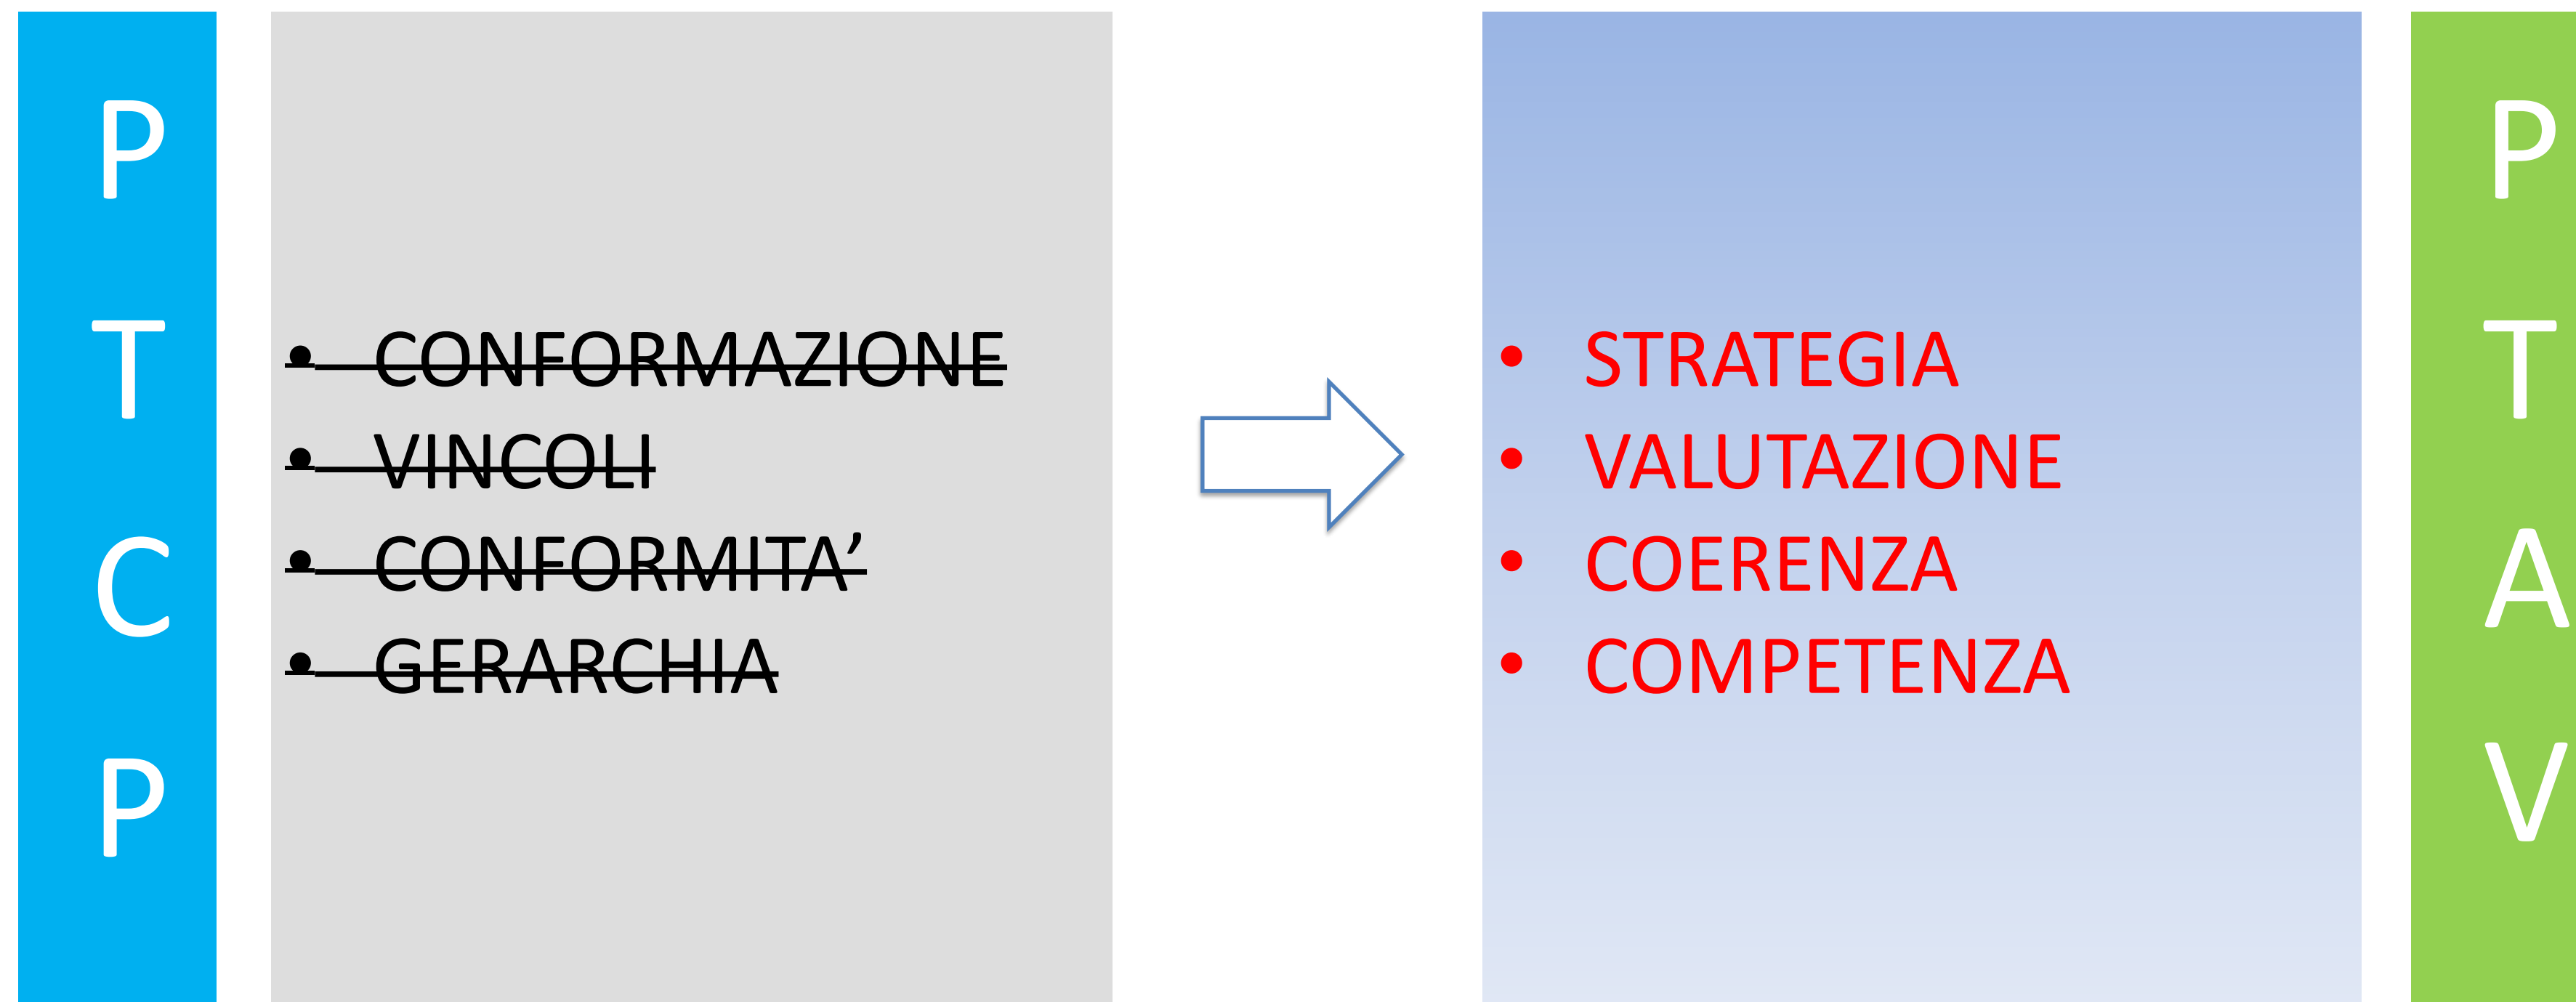 P
T
C
P
• ~~CONFORMAZIONE~~
• ~~VINCOLI~~
• ~~CONFORMITA’~~
• ~~GERARCHIA~~
• STRATEGIA
• VALUTAZIONE
• COERENZA
• COMPETENZA
P
T
A
V